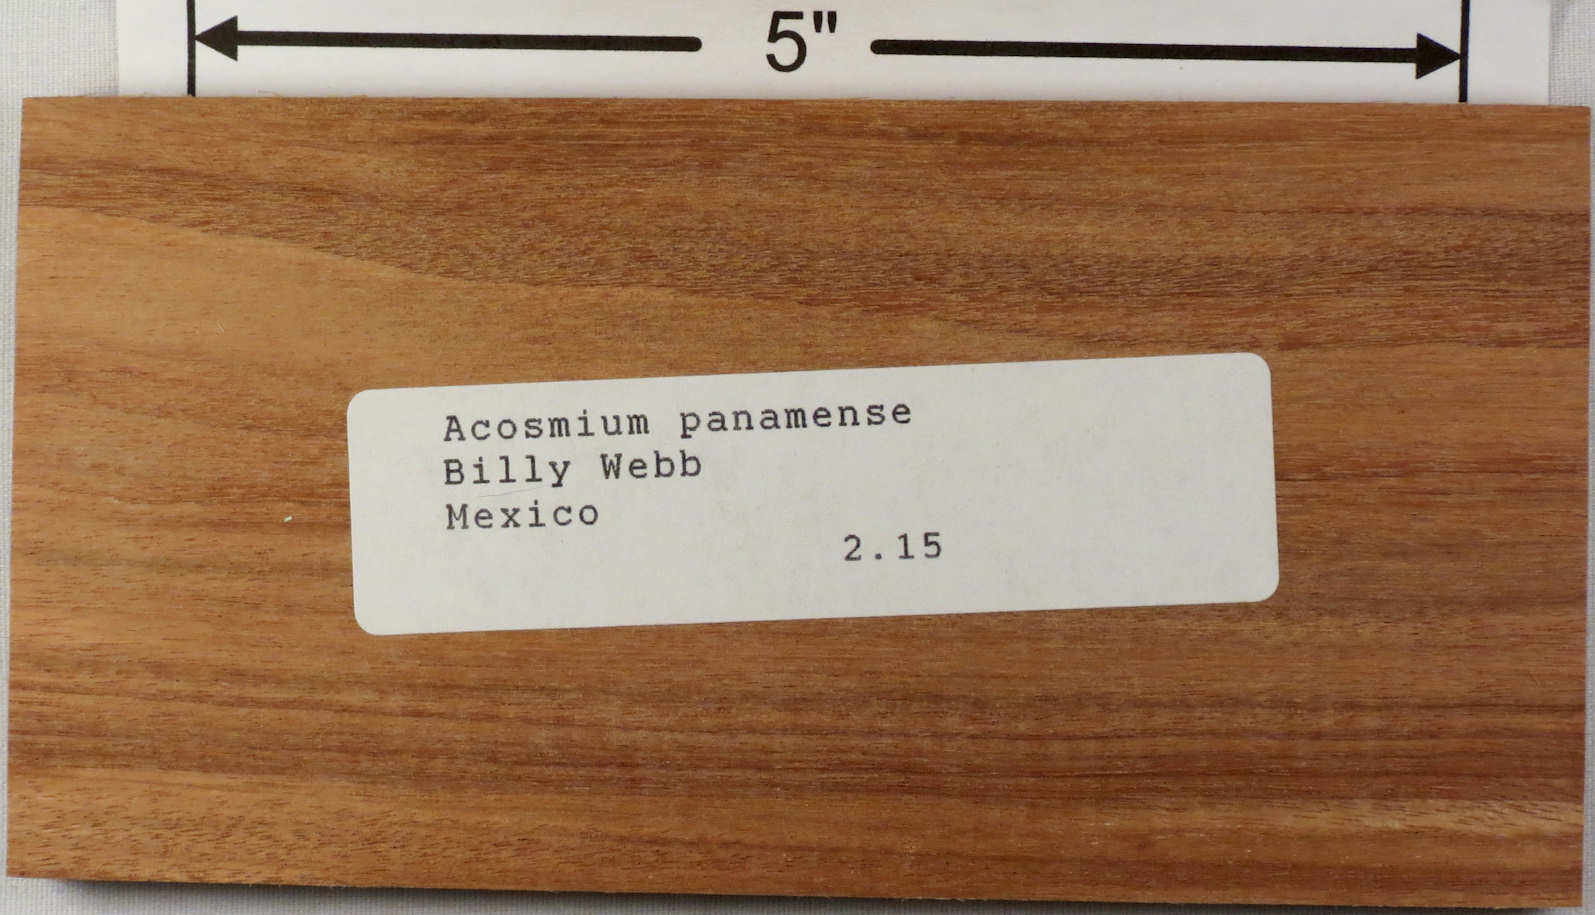 5"
Acosmium panamense
Billy Webb
Mexico
2.15